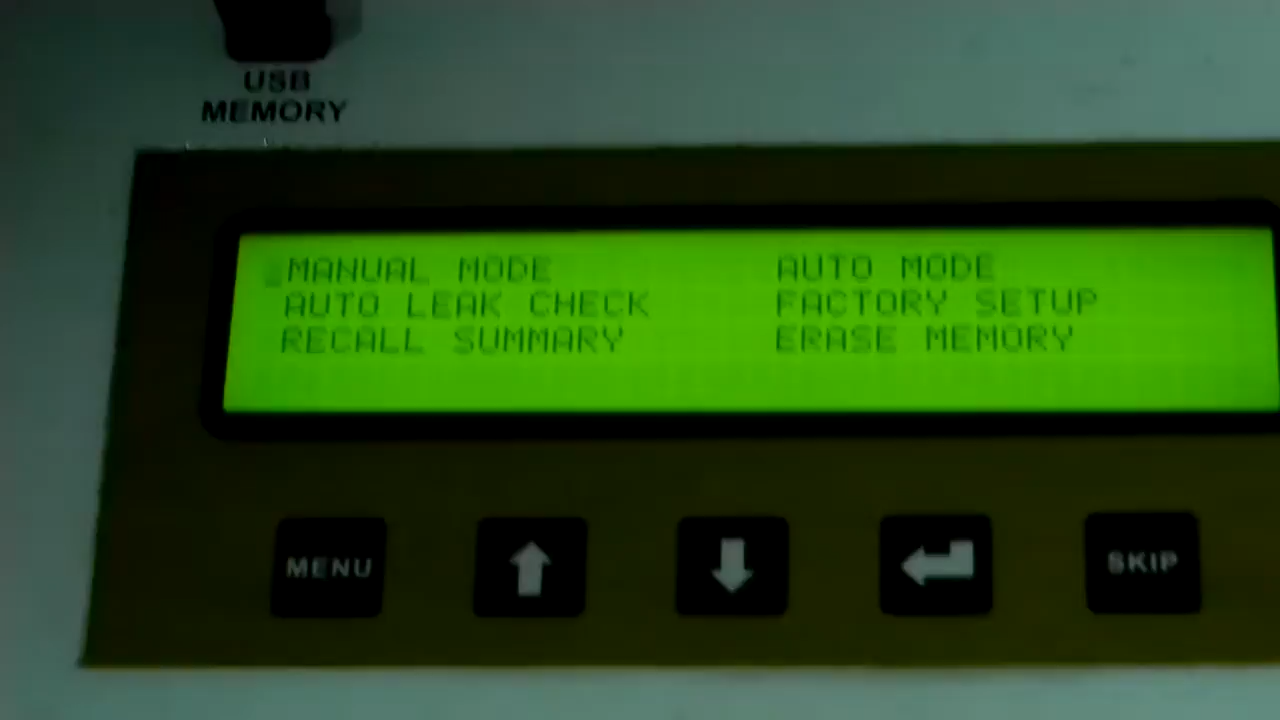 USB
MEMORY
MANUAL MODE AUTO MODE
AUTO LEAK CHECK FACTORY SETUP
RECALL SUMMARY ERASE MEMORY
MENU SKIP